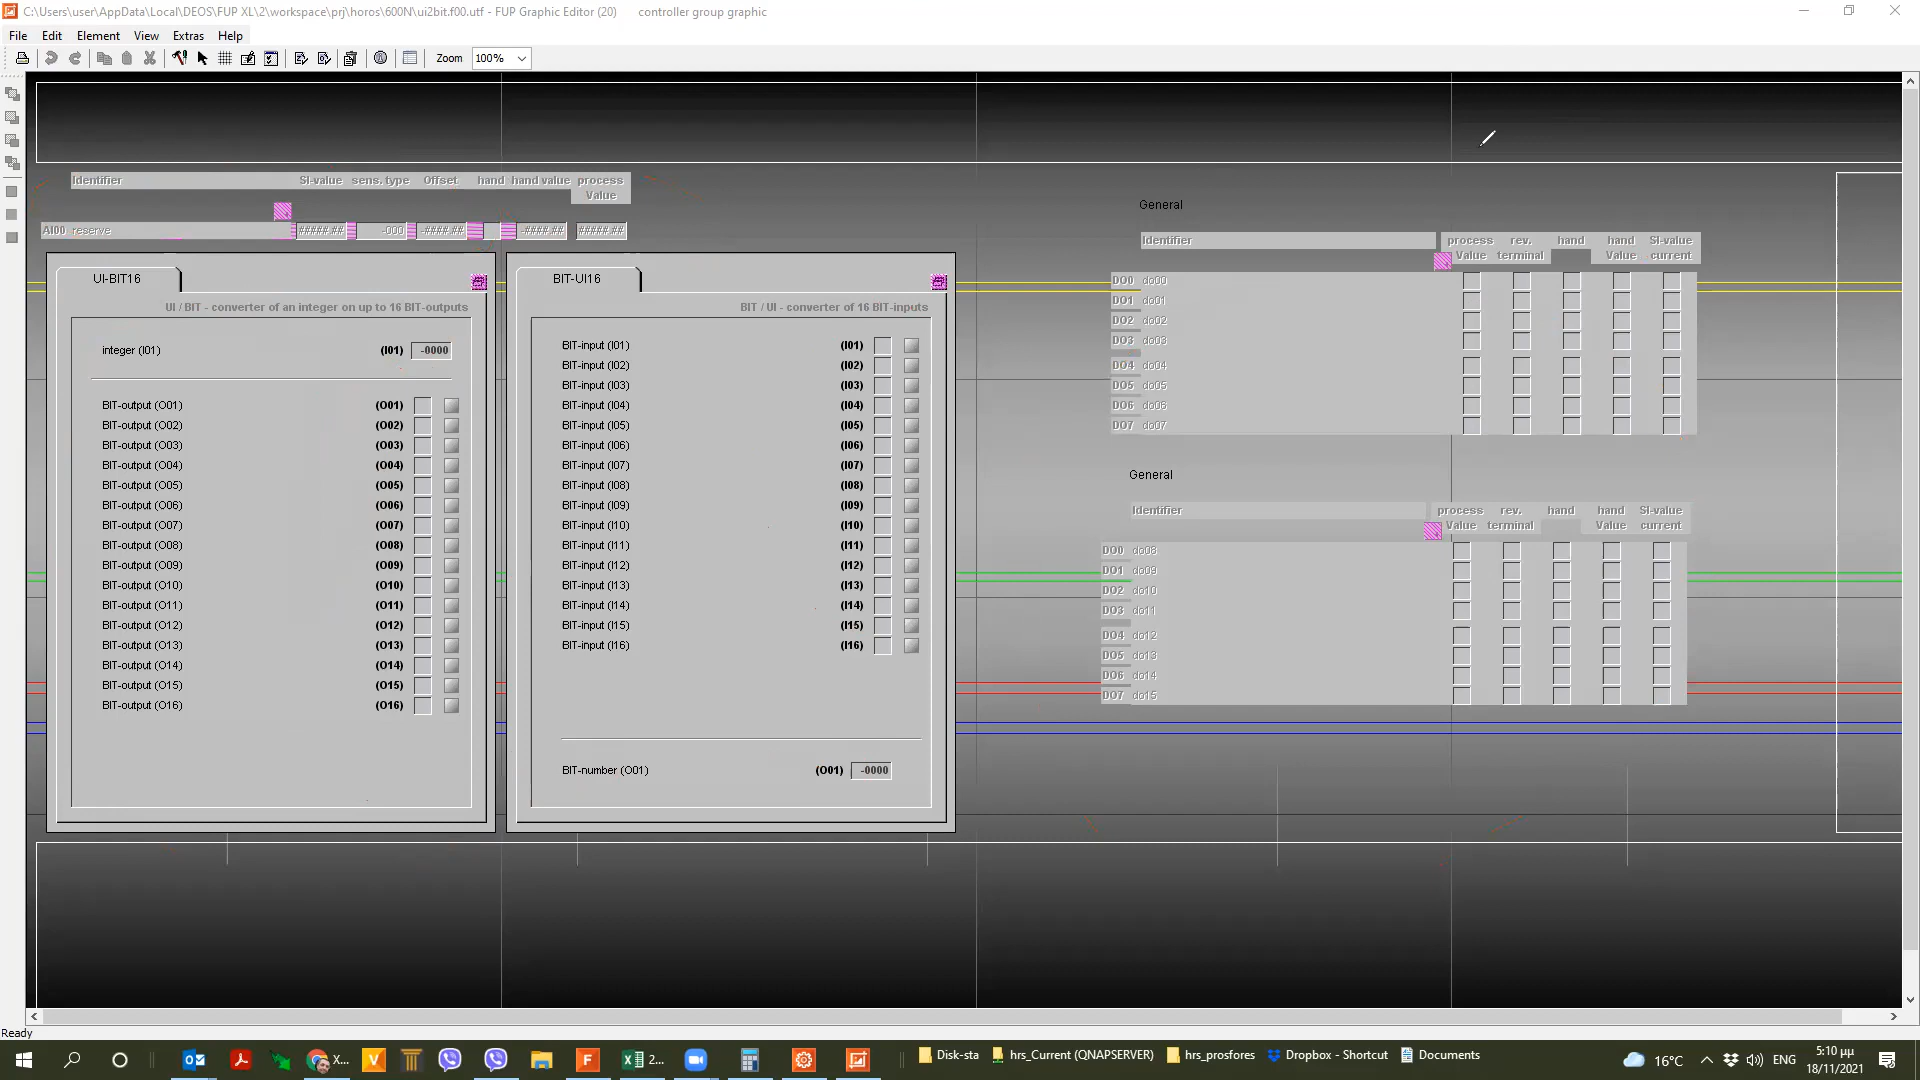 C:\Users\user\AppData\Local\DEOS\FUP XL\2\workspace\prj\horos\600N\ui2bit.f00.utf - FUP Graphic Editor (20) controller group graphic
File Edit Element View Extras Help
Zoom 100%
Identifier SI-value sens. type Offset hand hand value process
Value
AI00 reserve #####.## -000 -####.## -####.## #####.##
UI-BIT16
UI / BIT - converter of an integer on up to 16 BIT-outputs
integer (I01) (I01) -0000
BIT-output (O01) (O01)
BIT-output (O02) (O02)
BIT-output (O03) (O03)
BIT-output (O04) (O04)
BIT-output (O05) (O05)
BIT-output (O06) (O06)
BIT-output (O07) (O07)
BIT-output (O08) (O08)
BIT-output (O09) (O09)
BIT-output (O10) (O10)
BIT-output (O11) (O11)
BIT-output (O12) (O12)
BIT-output (O13) (O13)
BIT-output (O14) (O14)
BIT-output (O15) (O15)
BIT-output (O16) (O16)
BIT-UI16
BIT / UI - converter of 16 BIT-inputs
BIT-input (I01) (I01)
BIT-input (I02) (I02)
BIT-input (I03) (I03)
BIT-input (I04) (I04)
BIT-input (I05) (I05)
BIT-input (I06) (I06)
BIT-input (I07) (I07)
BIT-input (I08) (I08)
BIT-input (I09) (I09)
BIT-input (I10) (I10)
BIT-input (I11) (I11)
BIT-input (I12) (I12)
BIT-input (I13) (I13)
BIT-input (I14) (I14)
BIT-input (I15) (I15)
BIT-input (I16) (I16)
BIT-number (O01) (O01) -0000
General
Identifier process rev. hand hand SI-value
Value terminal Value current
DO0 do00
DO1 do01
DO2 do02
DO3 do03
DO4 do04
DO5 do05
DO6 do06
DO7 do07
General
Identifier process rev. hand hand SI-value
Value terminal Value current
DO0 do08
DO1 do09
DO2 do10
DO3 do11
DO4 do12
DO5 do13
DO6 do14
DO7 do15
Ready
X... 2... Disk-sta hrs_Current (QNAPSERVER) hrs_prosfores Dropbox - Shortcut Documents 16°C ENG 5:10 μμ
18/11/2021